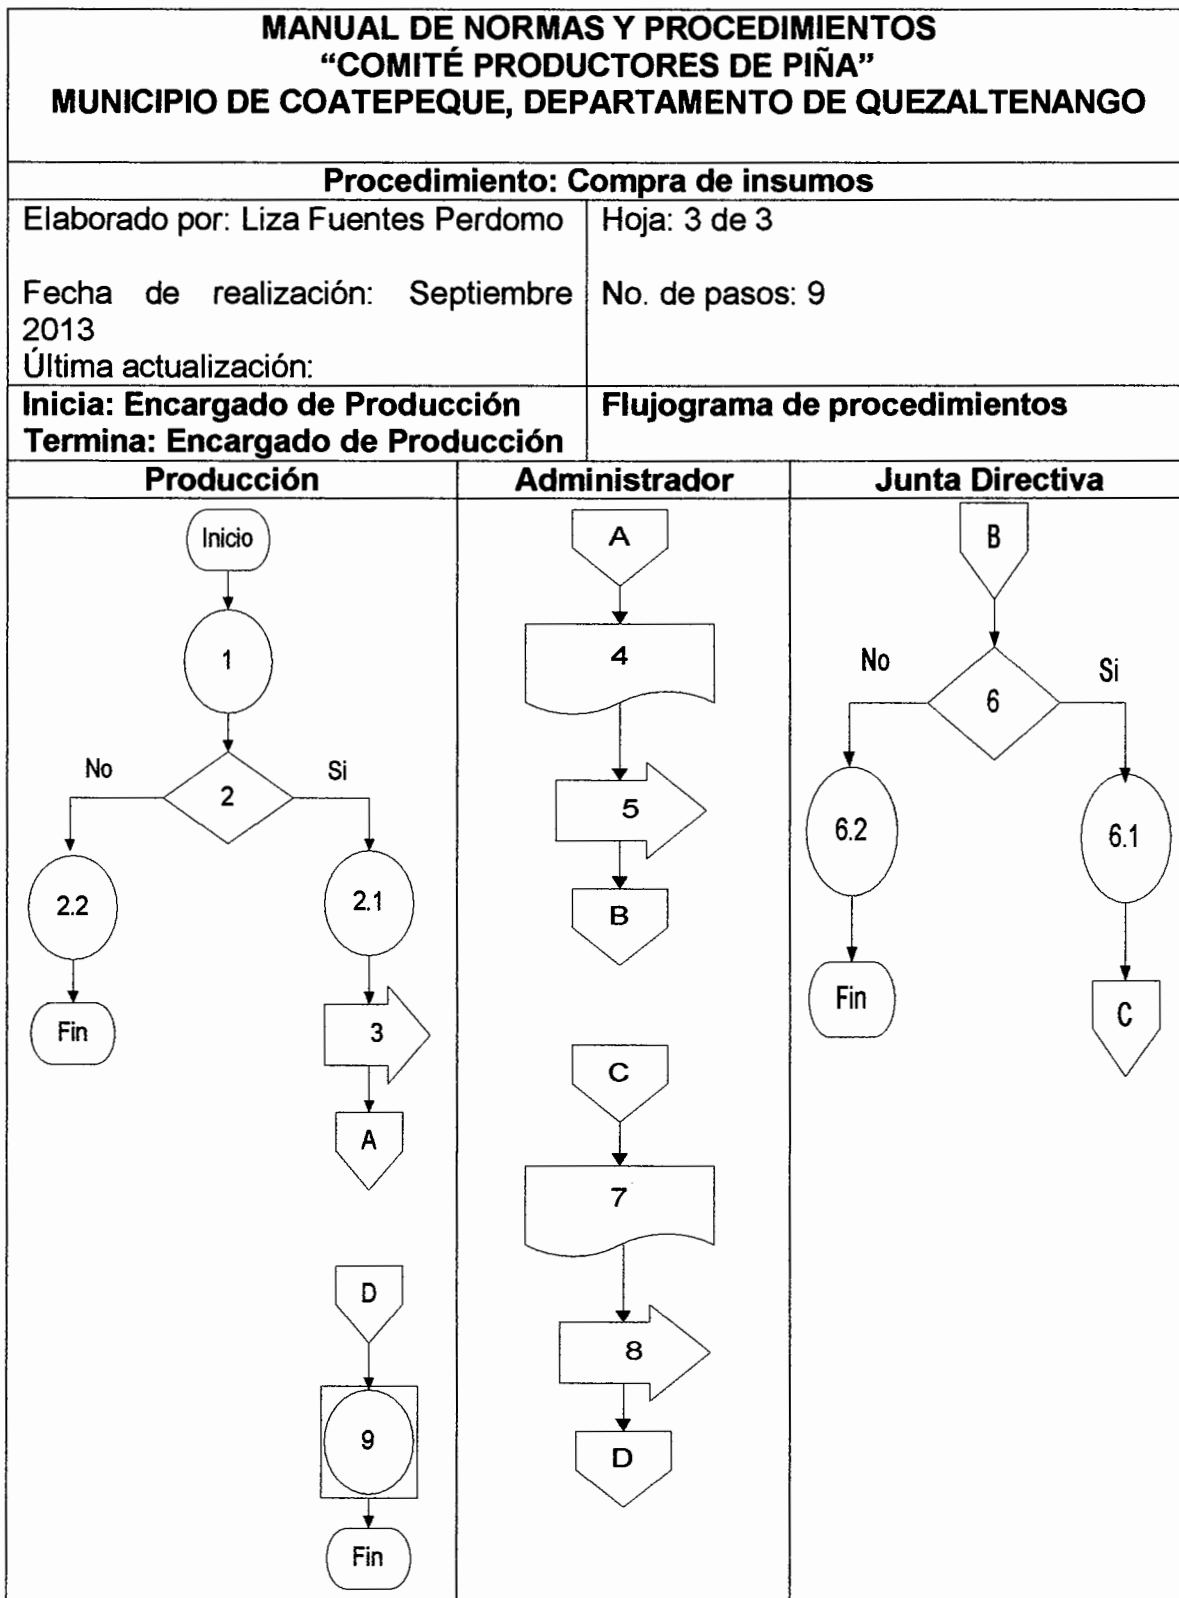 MANUAL DE NORMAS Y PROCEDIMIENTOS
“COMITÉ PRODUCTORES DE PIÑA”
MUNICIPIO DE COATEPEQUE, DEPARTAMENTO DE QUEZALTENANGO
Procedimiento: Compra de insumos
Elaborado por: Liza Fuentes Perdomo
Fecha de realización: Septiembre
2013
Última actualización:
Hoja: 3 de 3
No. de pasos: 9
Inicia: Encargado de Producción
Termina: Encargado de Producción
Flujograma de procedimientos
Producción
Inicio
1
2
No
Si
2.2
2.1
Fin
3
A
D
9
Fin
Administrador
A
4
5
B
C
7
8
D
Junta Directiva
B
No
6
Si
6.2
6.1
Fin
C